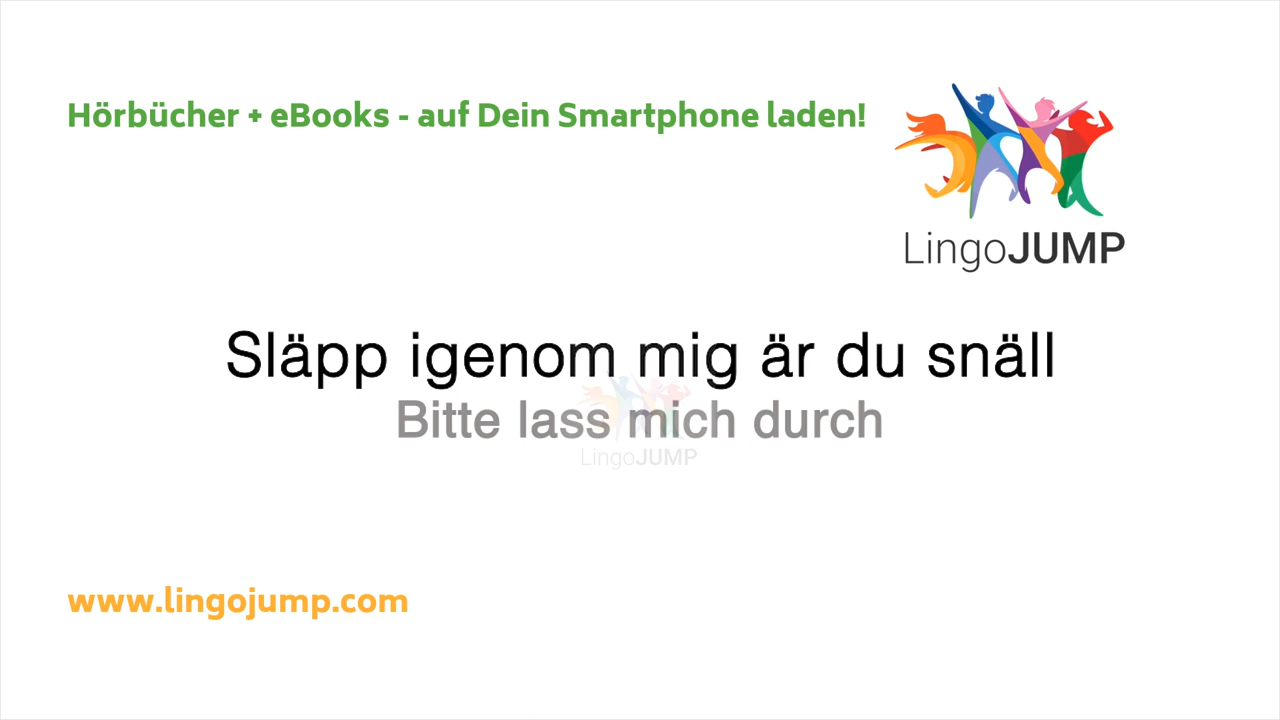 Hörbücher + eBooks - auf Dein Smartphone laden!
LingoJUMP
Släpp igenom mig är du snäll
Bitte lass mich durch
LingoJUMP
www.lingojump.com